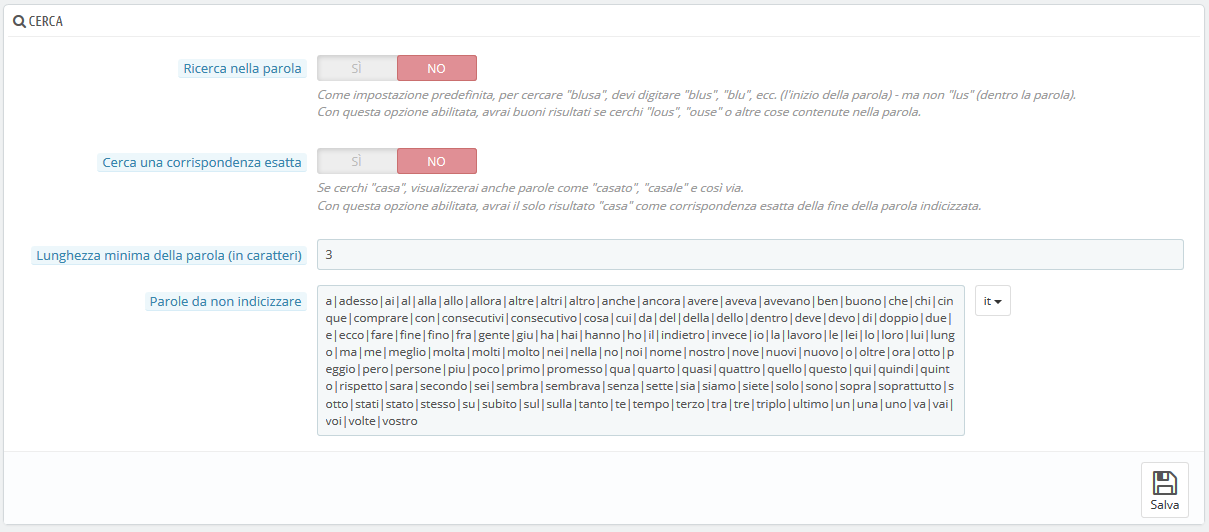 CERCA
Ricerca nella parola SÌ NO
Come impostazione predefinita, per cercare "blusa", devi digitare "blus", "blu", ecc. (l'inizio della parola) - ma non "lus" (dentro la parola).
Con questa opzione abilitata, avrai buoni risultati se cerchi "lous", "ouse" o altre cose contenute nella parola.
Cerca una corrispondenza esatta SÌ NO
Se cerchi "casa", visualizzerai anche parole come "casato", "casale" e così via.
Con questa opzione abilitata, avrai il solo risultato "casa" come corrispondenza esatta della fine della parola indicizzata.
Lunghezza minima della parola (in caratteri) 3
Parole da non indicizzare
a|adesso|ai|al|alla|allo|allora|altre|altri|altro|anche|ancora|avere|aveva|avevano|ben|buono|che|chi|cin
que|comprare|con|consecutivi|consecutivo|cosa|cui|da|del|della|dello|dentro|deve|devo|di|doppio|due|
e|ecco|fare|fine|fino|fra|gente|giu|ha|hai|hanno|ho|il|indietro|invece|io|la|lavoro|le|lei|lo|loro|lui|lung
o|ma|me|meglio|molta|molti|molto|nei|nella|no|noi|nome|nostro|nove|nuovi|nuovo|o|oltre|ora|otto|p
eggio|pero|persone|piu|poco|primo|promesso|qua|quarto|quasi|quattro|quello|questo|qui|quindi|quint
o|rispetto|sara|secondo|sei|sembra|sembrava|senza|sette|sia|siamo|siete|solo|sono|sopra|soprattutto|s
otto|stati|stato|stesso|su|subito|sul|sulla|tanto|te|tempo|terzo|tra|tre|triplo|ultimo|un|una|uno|va|vai|
voi|volte|vostro
it
Salva